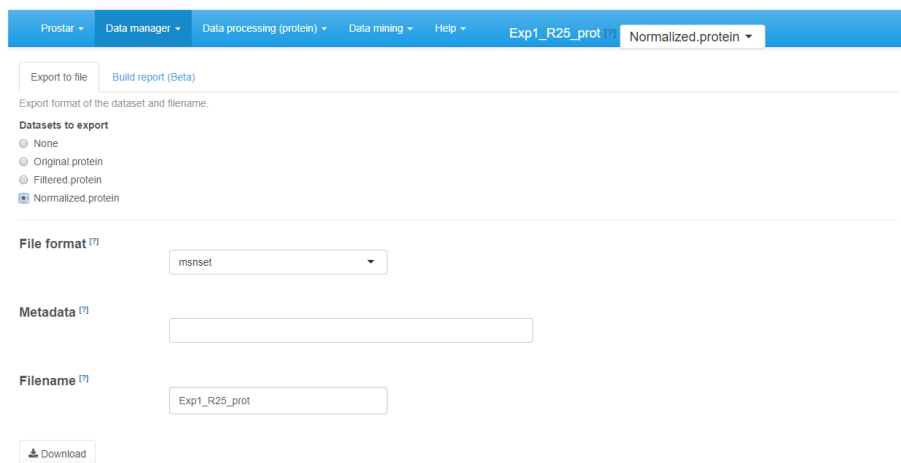 Prostar Data manager Data processing (protein) Data mining Help Exp1_R25_prot [?] Normalized.protein
Export to file Build report (Beta)
Export format of the dataset and filename.
Datasets to export
None
Original.protein
Filtered.protein
Normalized.protein
File format [?]
msnset
Metadata [?]
Filename [?]
Exp1_R25_prot
Download